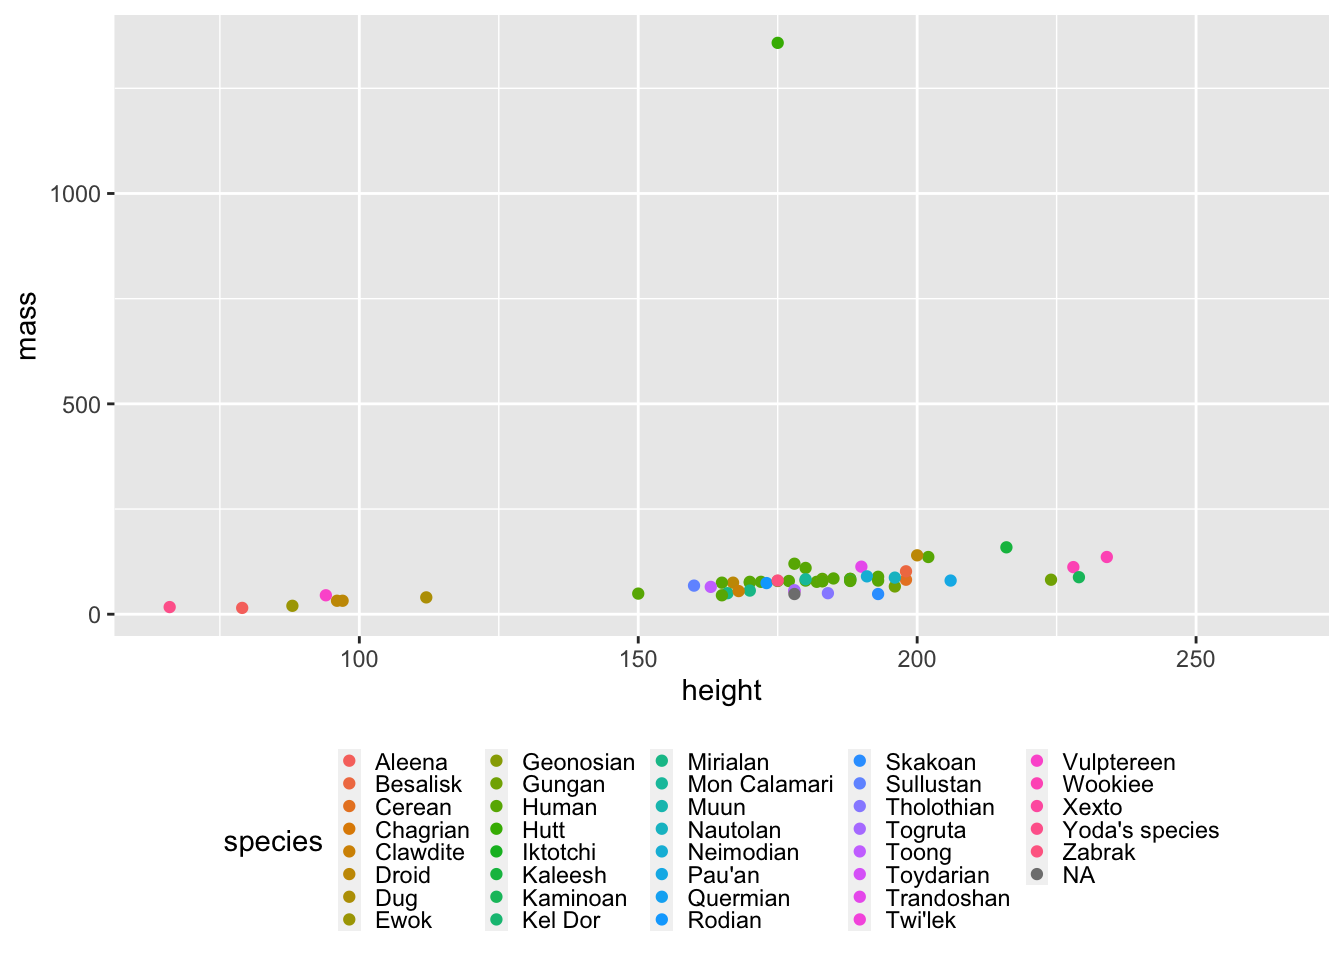 1000
500
0
mass
100 150 200 250
height
species
Aleena Geonosian Mirialan Skakoan Vulptereen
Besalisk Gungan Mon Calamari Sullustan Wookiee
Cerean Human Muun Tholothian Xexto
Chagrian Hutt Nautolan Togruta Yoda's species
Clawdite Iktotchi Neimodian Toong Zabrak
Droid Kaleesh Pau'an Toydarian NA
Dug Kaminoan Quermian Trandoshan
Ewok Kel Dor Rodian Twi'lek